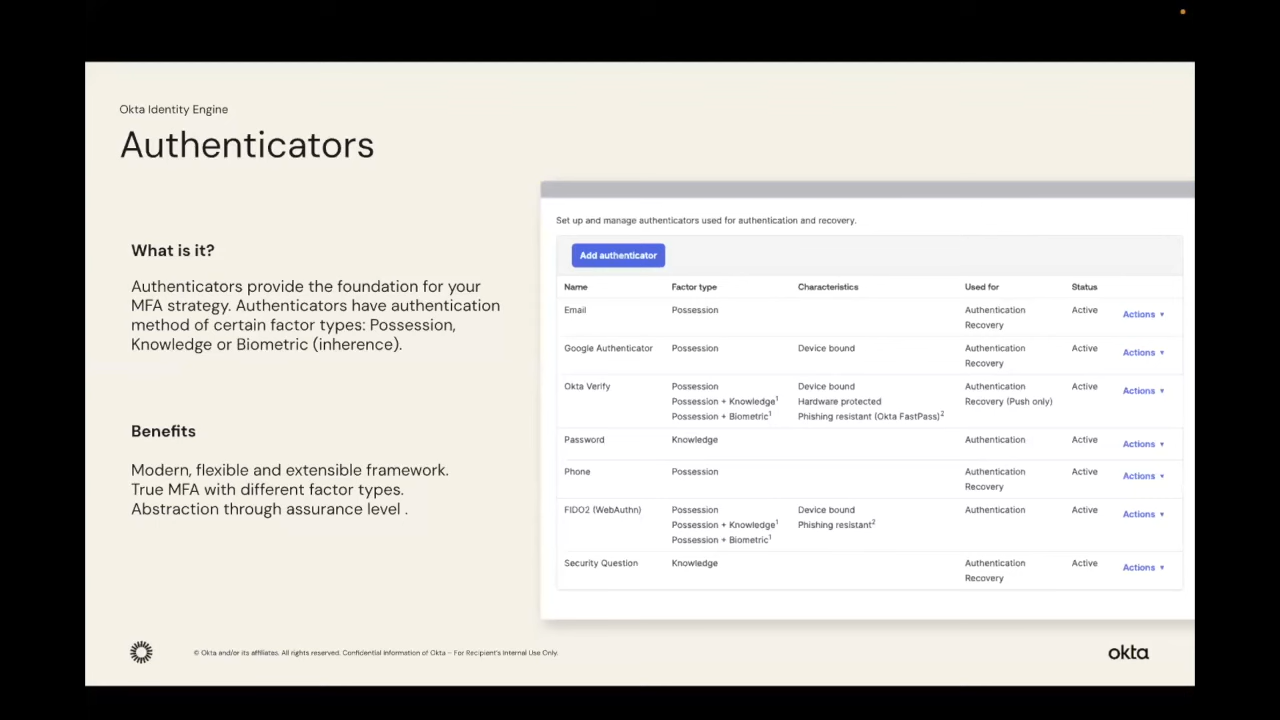 Okta Identity Engine
Authenticators
What is it?
Authenticators provide the foundation for your
MFA strategy. Authenticators have authentication
method of certain factor types: Possession,
Knowledge or Biometric (inherence).
Benefits
Modern, flexible and extensible framework.
True MFA with different factor types.
Abstraction through assurance level .
Set up and manage authenticators used for authentication and recovery.
Add authenticator
Name Factor type Characteristics Used for Status
Email Possession Authentication Active Actions ▾
Recovery
Google Authenticator Possession Device bound Authentication Active Actions ▾
Recovery
Okta Verify Possession Device bound Authentication Active Actions ▾
Possession + Knowledge¹ Hardware protected Recovery (Push only)
Possession + Biometric¹ Phishing resistant (Okta FastPass)²
Password Knowledge Authentication Active Actions ▾
Phone Possession Authentication Active Actions ▾
Recovery
FIDO2 (WebAuthn) Possession Device bound Authentication Active Actions ▾
Possession + Knowledge¹ Phishing resistant²
Possession + Biometric¹
Security Question Knowledge Authentication Active Actions ▾
Recovery
© Okta and/or its affiliates. All rights reserved. Confidential information of Okta – For Recipient's Internal Use Only.
okta